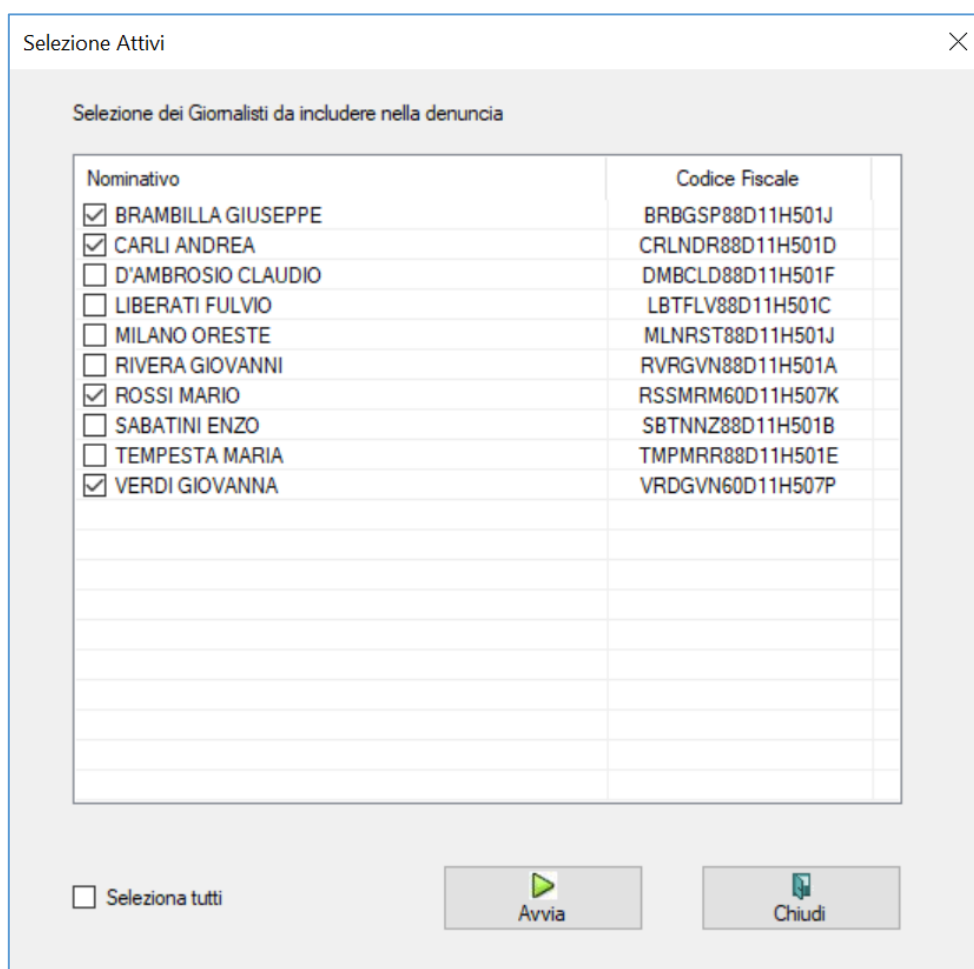 Selezione Attivi
Selezione dei Giornalisti da includere nella denuncia
Nominativo Codice Fiscale
BRAMBILLA GIUSEPPE BRBGSP88D11H501J
CARLI ANDREA CRLNDR88D11H501D
D'AMBROSIO CLAUDIO DMBCLD88D11H501F
LIBERATI FULVIO LBTFLV88D11H501C
MILANO ORESTE MLNRST88D11H501J
RIVERA GIOVANNI RVRGVN88D11H501A
ROSSI MARIO RSSMRM60D11H507K
SABATINI ENZO SBTNNZ88D11H501B
TEMPESTA MARIA TMPMRR88D11H501E
VERDI GIOVANNA VRDGVN60D11H507P
Seleziona tutti Avvia Chiudi